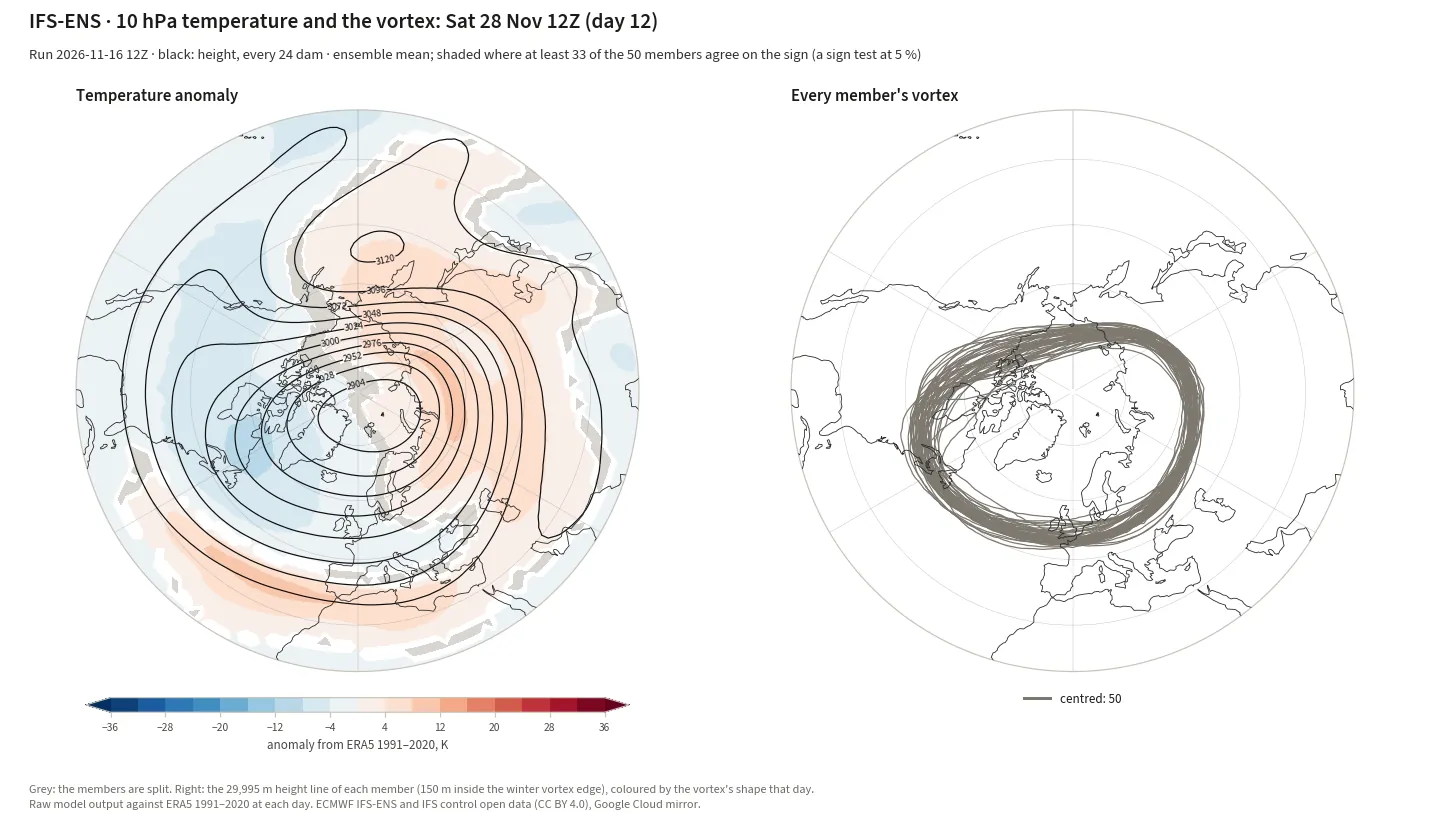 IFS-ENS · 10 hPa temperature and the vortex: Sat 28 Nov 12Z (day 12)
Run 2026-11-16 12Z · black: height, every 24 dam · ensemble mean; shaded where at least 33 of the 50 members agree on the sign (a sign test at 5 %)
Temperature anomaly
Every member's vortex
3120
3096
3072
3048
3024
3000
2976
2952
2928
2904
−36 −28 −20 −12 −4 4 12 20 28 36
anomaly from ERA5 1991–2020, K
centred: 50
Grey: the members are split. Right: the 29,995 m height line of each member (150 m inside the winter vortex edge), coloured by the vortex's shape that day.
Raw model output against ERA5 1991–2020 at each day. ECMWF IFS-ENS and IFS control open data (CC BY 4.0), Google Cloud mirror.